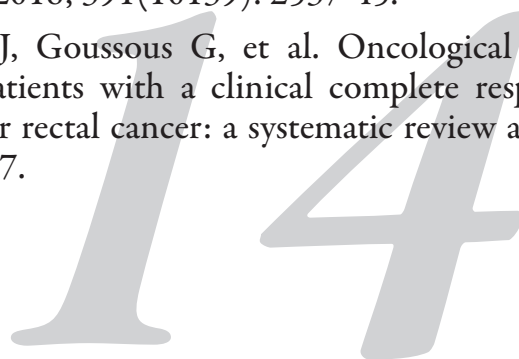 2018; 391(10139): 2537-45.
J, Goussous G, et al. Oncological
atients with a clinical complete resp
r rectal cancer: a systematic review a
7.
14